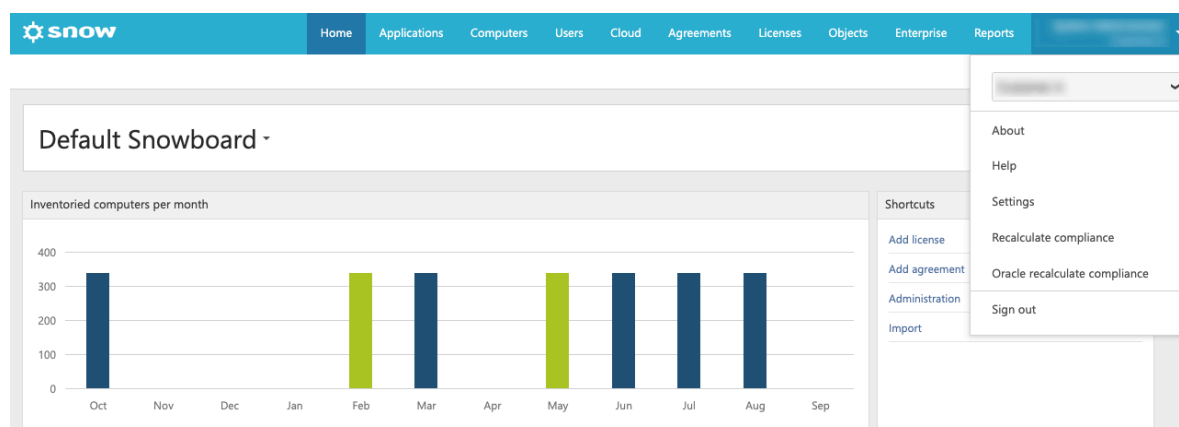 snow
Home Applications Computers Users Cloud Agreements Licenses Objects Enterprise Reports
About
Help
Settings
Recalculate compliance
Oracle recalculate compliance
Sign out
Default Snowboard
Inventoried computers per month
400
300
200
100
0
Oct Nov Dec Jan Feb Mar Apr May Jun Jul Aug Sep
Shortcuts
Add license
Add agreement
Administration
Import